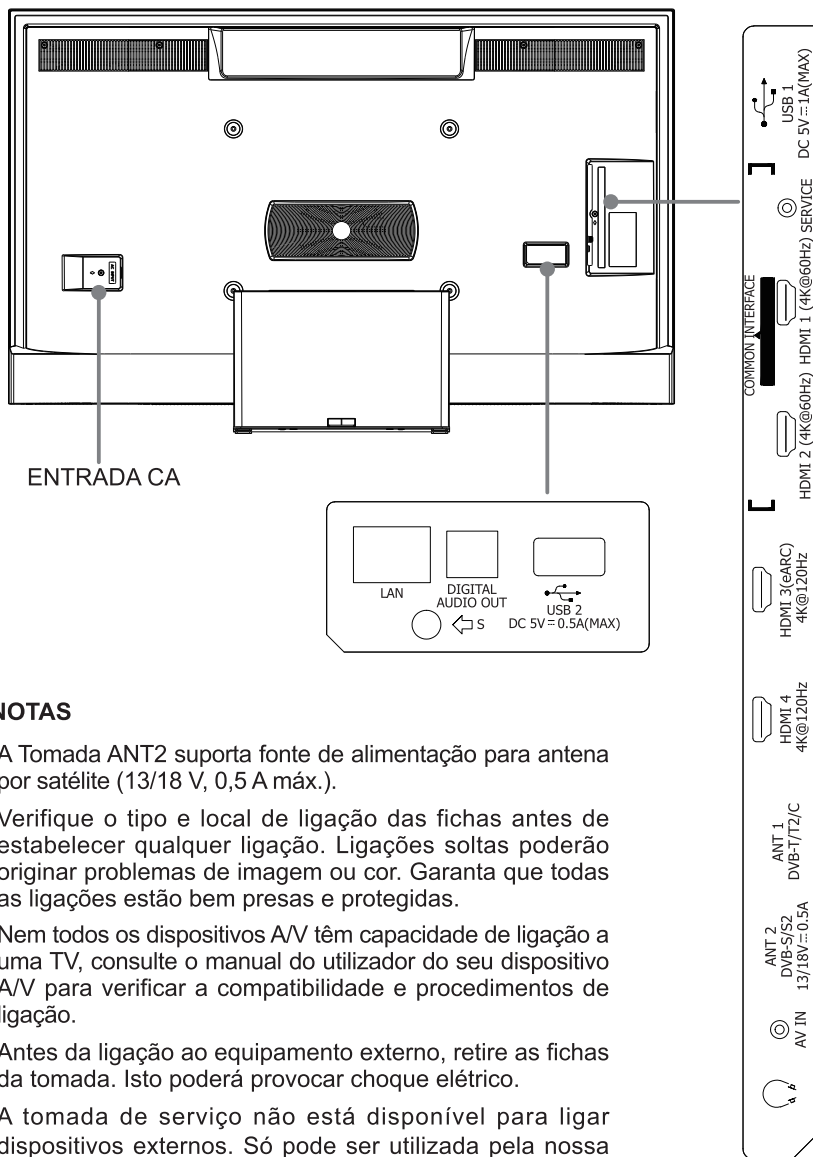 USB 1
DC 5V⎓1A(MAX)
SERVICE
COMMON INTERFACE
HDMI 1 (4K@60Hz)
HDMI 2 (4K@60Hz)
HDMI 3(eARC)
4K@120Hz
HDMI 4
4K@120Hz
ANT 1
DVB-T/T2/C
ANT 2
DVB-S/S2
13/18V⎓0.5A
AV IN
ENTRADA CA
LAN
DIGITAL
AUDIO OUT
S
USB 2
DC 5V⎓0.5A(MAX)
NOTAS
A Tomada ANT2 suporta fonte de alimentação para antena
por satélite (13/18 V, 0,5 A máx.).
Verifique o tipo e local de ligação das fichas antes de
estabelecer qualquer ligação. Ligações soltas poderão
originar problemas de imagem ou cor. Garanta que todas
as ligações estão bem presas e protegidas.
Nem todos os dispositivos A/V têm capacidade de ligação a
uma TV, consulte o manual do utilizador do seu dispositivo
A/V para verificar a compatibilidade e procedimentos de
ligação.
Antes da ligação ao equipamento externo, retire as fichas
da tomada. Isto poderá provocar choque elétrico.
A tomada de serviço não está disponível para ligar
dispositivos externos. Só pode ser utilizada pela nossa